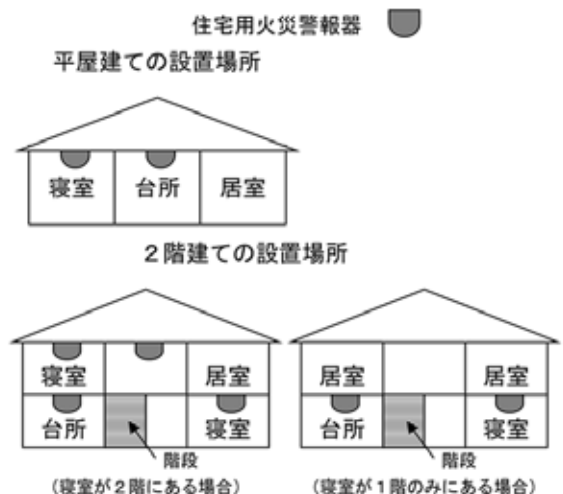 住宅用火災警報器
平屋建ての設置場所
寝室 台所 居室
2階建ての設置場所
寝室 居室 居室 居室
台所 寝室 台所 寝室
階段 階段
(寝室が2階にある場合) (寝室が1階のみにある場合)